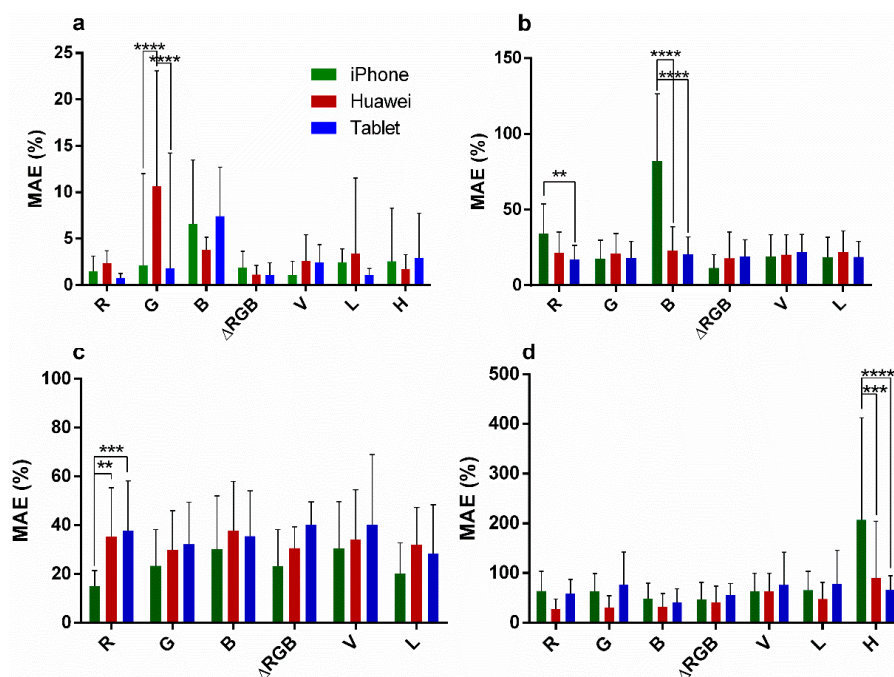 a
MAE (%)
25
20
15
10
5
0
****
****
iPhone
Huawei
Tablet
R
G
B
ΔRGB
V
L
H
b
MAE (%)
150
100
50
0
**
****
****
R
G
B
ΔRGB
V
L
c
MAE (%)
100
80
60
40
20
0
***
**
R
G
B
ΔRGB
V
L
d
MAE (%)
500
400
300
200
100
0
****
***
R
G
B
ΔRGB
V
L
H